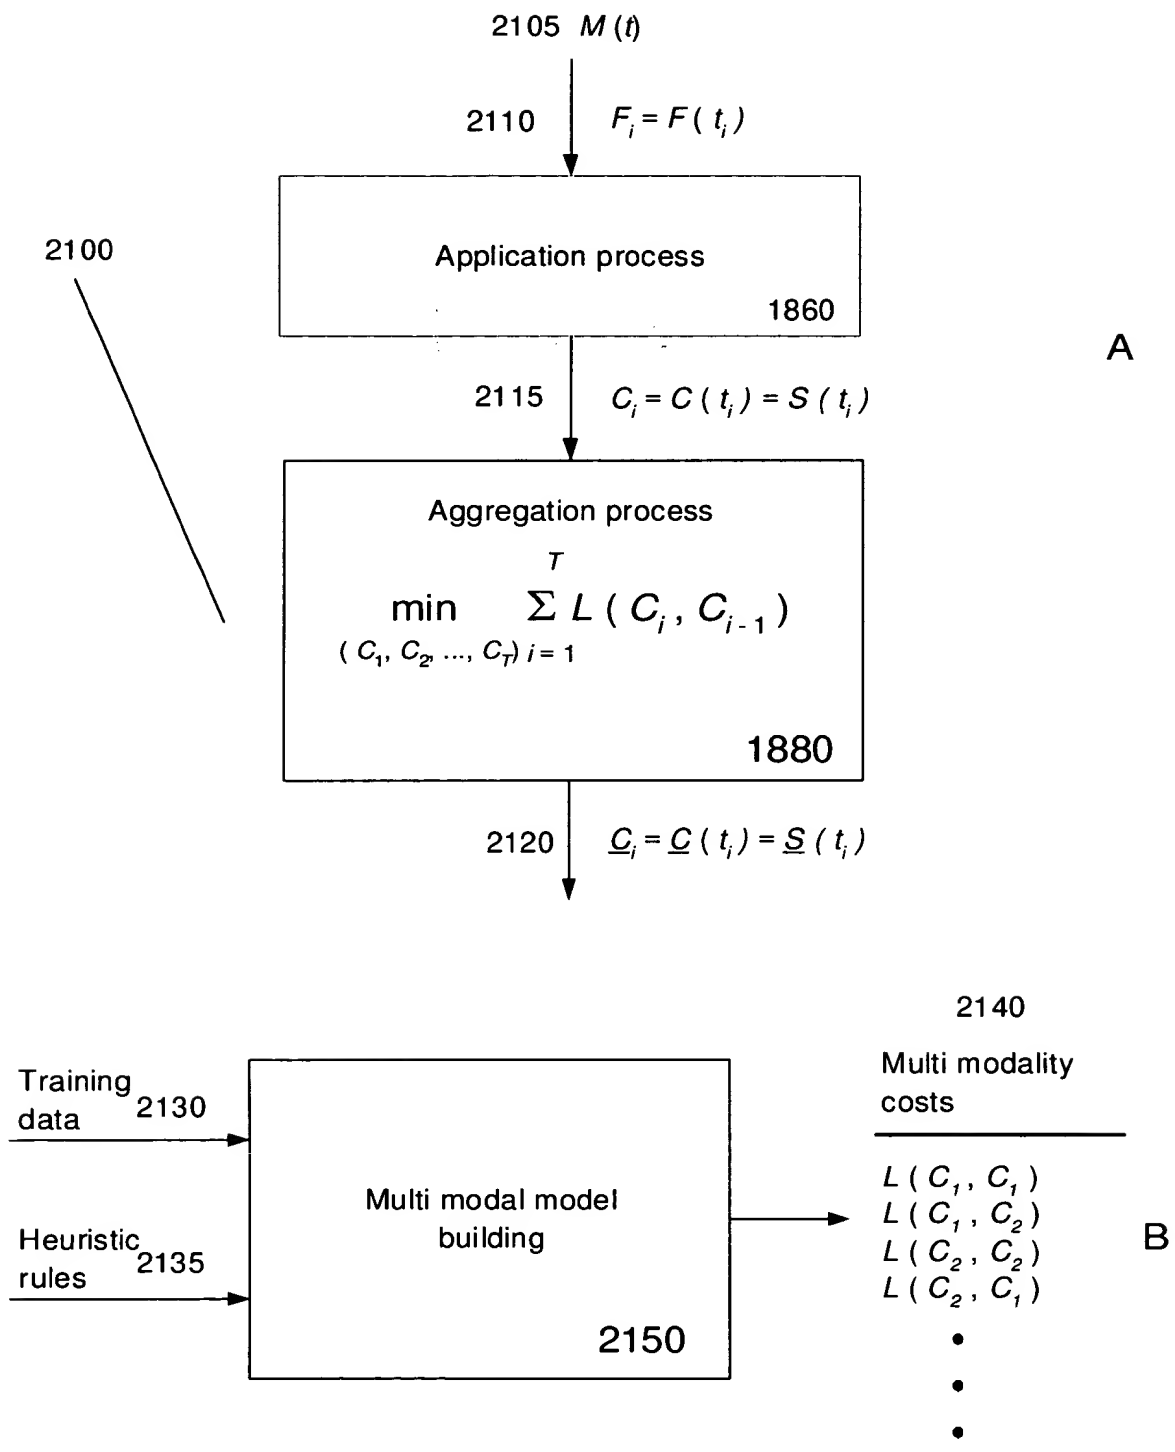 2105 M (t)
2110 F_i = F ( t_i )
2100
Application process
1860
A
2115 C_i = C ( t_i ) = S ( t_i )
Aggregation process
T
min Σ L ( C_i , C_{i - 1} )
( C_1, C_2, ..., C_T) i = 1
1880
2120 <u>C</u>_i = <u>C</u> ( t_i ) = <u>S</u> ( t_i )
2140
Multi modality
costs
Training
data 2130
Multi modal model
building
Heuristic
rules 2135
2150
L ( C_1 , C_1 )
L ( C_1 , C_2 )
L ( C_2 , C_2 )
L ( C_2 , C_1 )
B